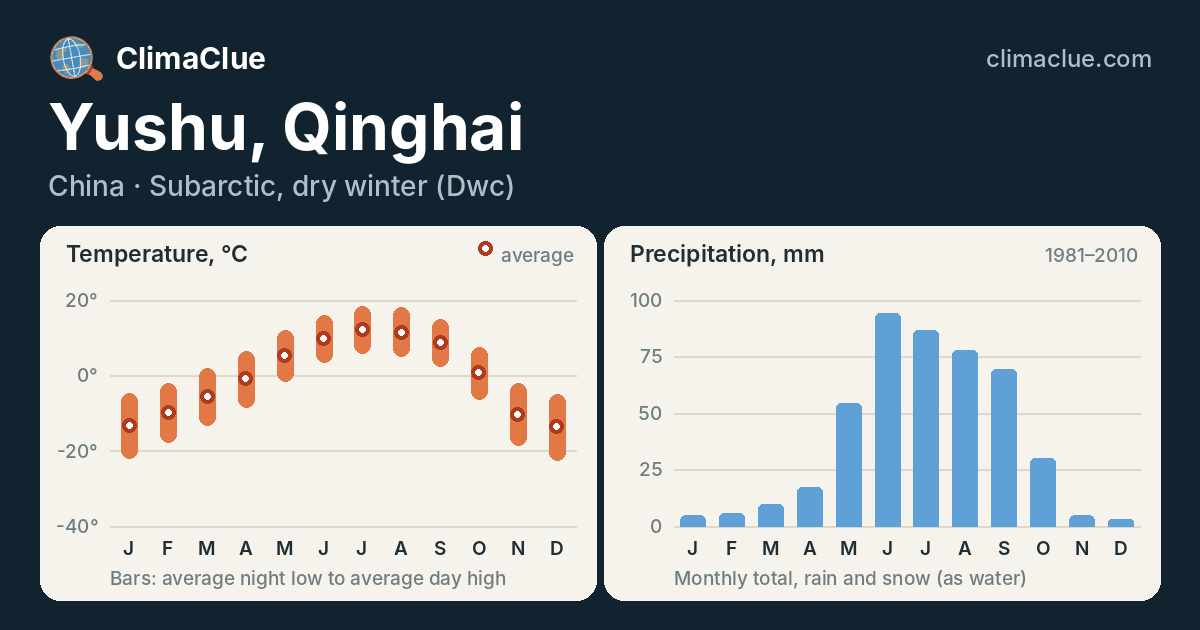 ClimaClue
climaclue.com
Yushu, Qinghai
China · Subarctic, dry winter (Dwc)
Temperature, °C
average
20°
0°
-20°
-40°
J F M A M J J A S O N D
Bars: average night low to average day high
Precipitation, mm
1981–2010
100
75
50
25
0
J F M A M J J A S O N D
Monthly total, rain and snow (as water)